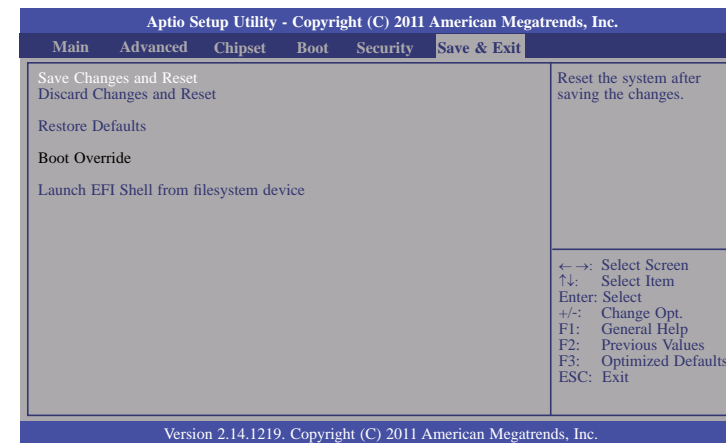 Aptio Setup Utility - Copyright (C) 2011 American Megatrends, Inc.
Main Advanced Chipset Boot Security Save & Exit
Save Changes and Reset
Discard Changes and Reset
Restore Defaults
Boot Override
Launch EFI Shell from filesystem device
Reset the system after
saving the changes.
←→: Select Screen
↑↓: Select Item
Enter: Select
+/-: Change Opt.
F1: General Help
F2: Previous Values
F3: Optimized Defaults
ESC: Exit
Version 2.14.1219. Copyright (C) 2011 American Megatrends, Inc.